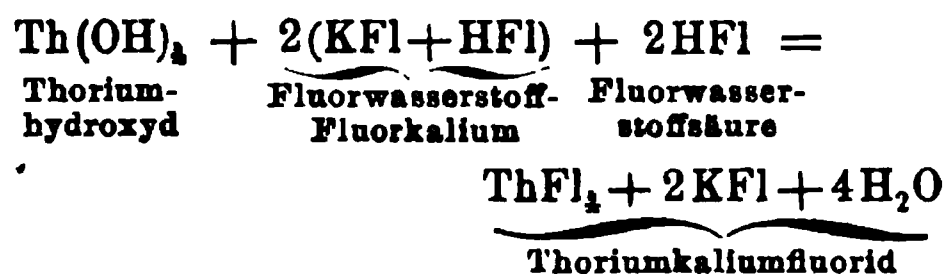 Th(OH)₄ + 2(KFl+HFl) + 2HFl =
Thorium- Fluorwasserstoff- Fluorwasser-
hydroxyd Fluorkalium stoffsäure
ThFl₄ + 2KFl + 4H₂O
Thoriumkaliumfluorid